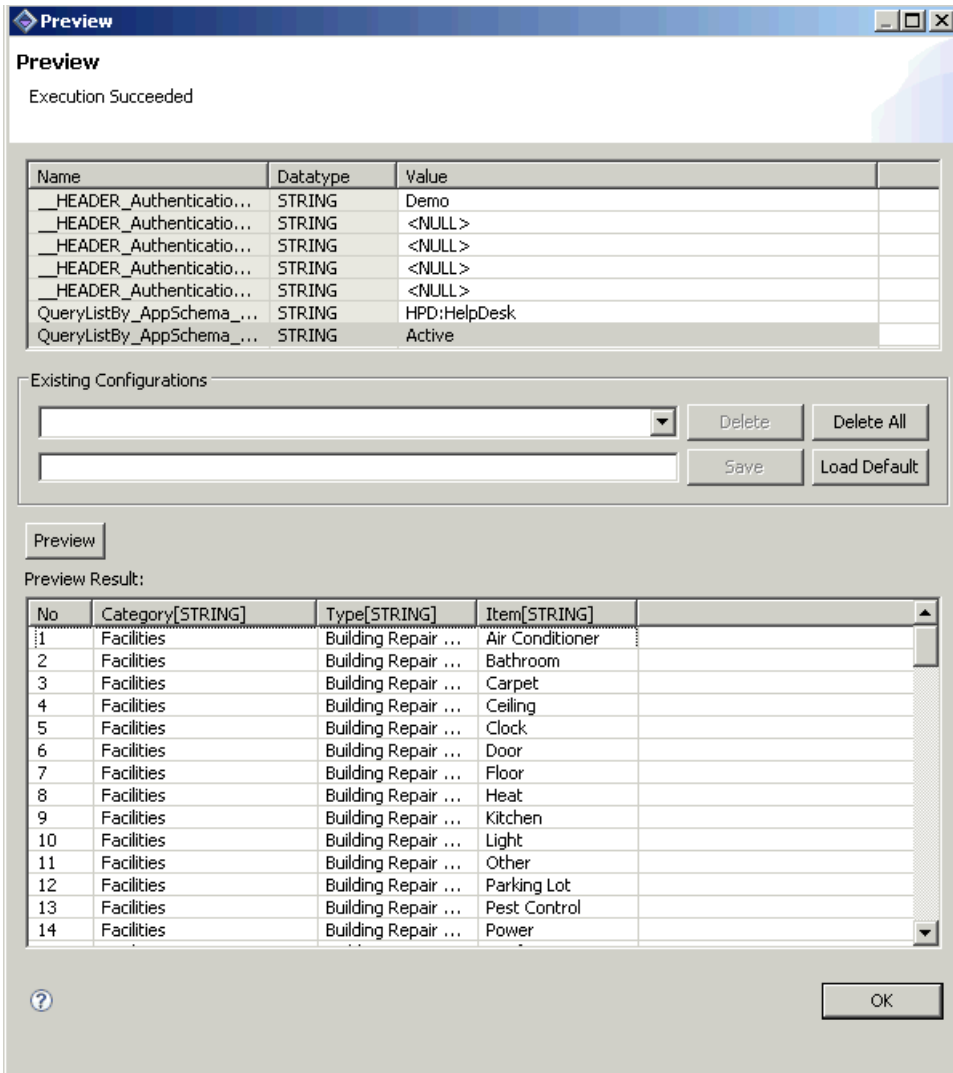 Preview
Preview
Execution Succeeded
Name Datatype Value
__HEADER_Authenticatio... STRING Demo
__HEADER_Authenticatio... STRING <NULL>
__HEADER_Authenticatio... STRING <NULL>
__HEADER_Authenticatio... STRING <NULL>
__HEADER_Authenticatio... STRING <NULL>
QueryListBy_AppSchema_... STRING HPD:HelpDesk
QueryListBy_AppSchema_... STRING Active
Existing Configurations
Delete Delete All
Save Load Default
Preview
Preview Result:
No Category[STRING] Type[STRING] Item[STRING]
1 Facilities Building Repair ... Air Conditioner
2 Facilities Building Repair ... Bathroom
3 Facilities Building Repair ... Carpet
4 Facilities Building Repair ... Ceiling
5 Facilities Building Repair ... Clock
6 Facilities Building Repair ... Door
7 Facilities Building Repair ... Floor
8 Facilities Building Repair ... Heat
9 Facilities Building Repair ... Kitchen
10 Facilities Building Repair ... Light
11 Facilities Building Repair ... Other
12 Facilities Building Repair ... Parking Lot
13 Facilities Building Repair ... Pest Control
14 Facilities Building Repair ... Power
? OK